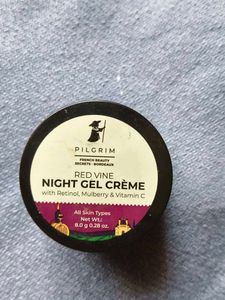 PILGRIM
FRENCH BEAUTY
SECRETS - BORDEAUX
RED VINE
NIGHT GEL CRÈME
with Retinol, Mulberry & Vitamin C
All Skin Types
Net Wt.:
8.0 g 0.28 oz.